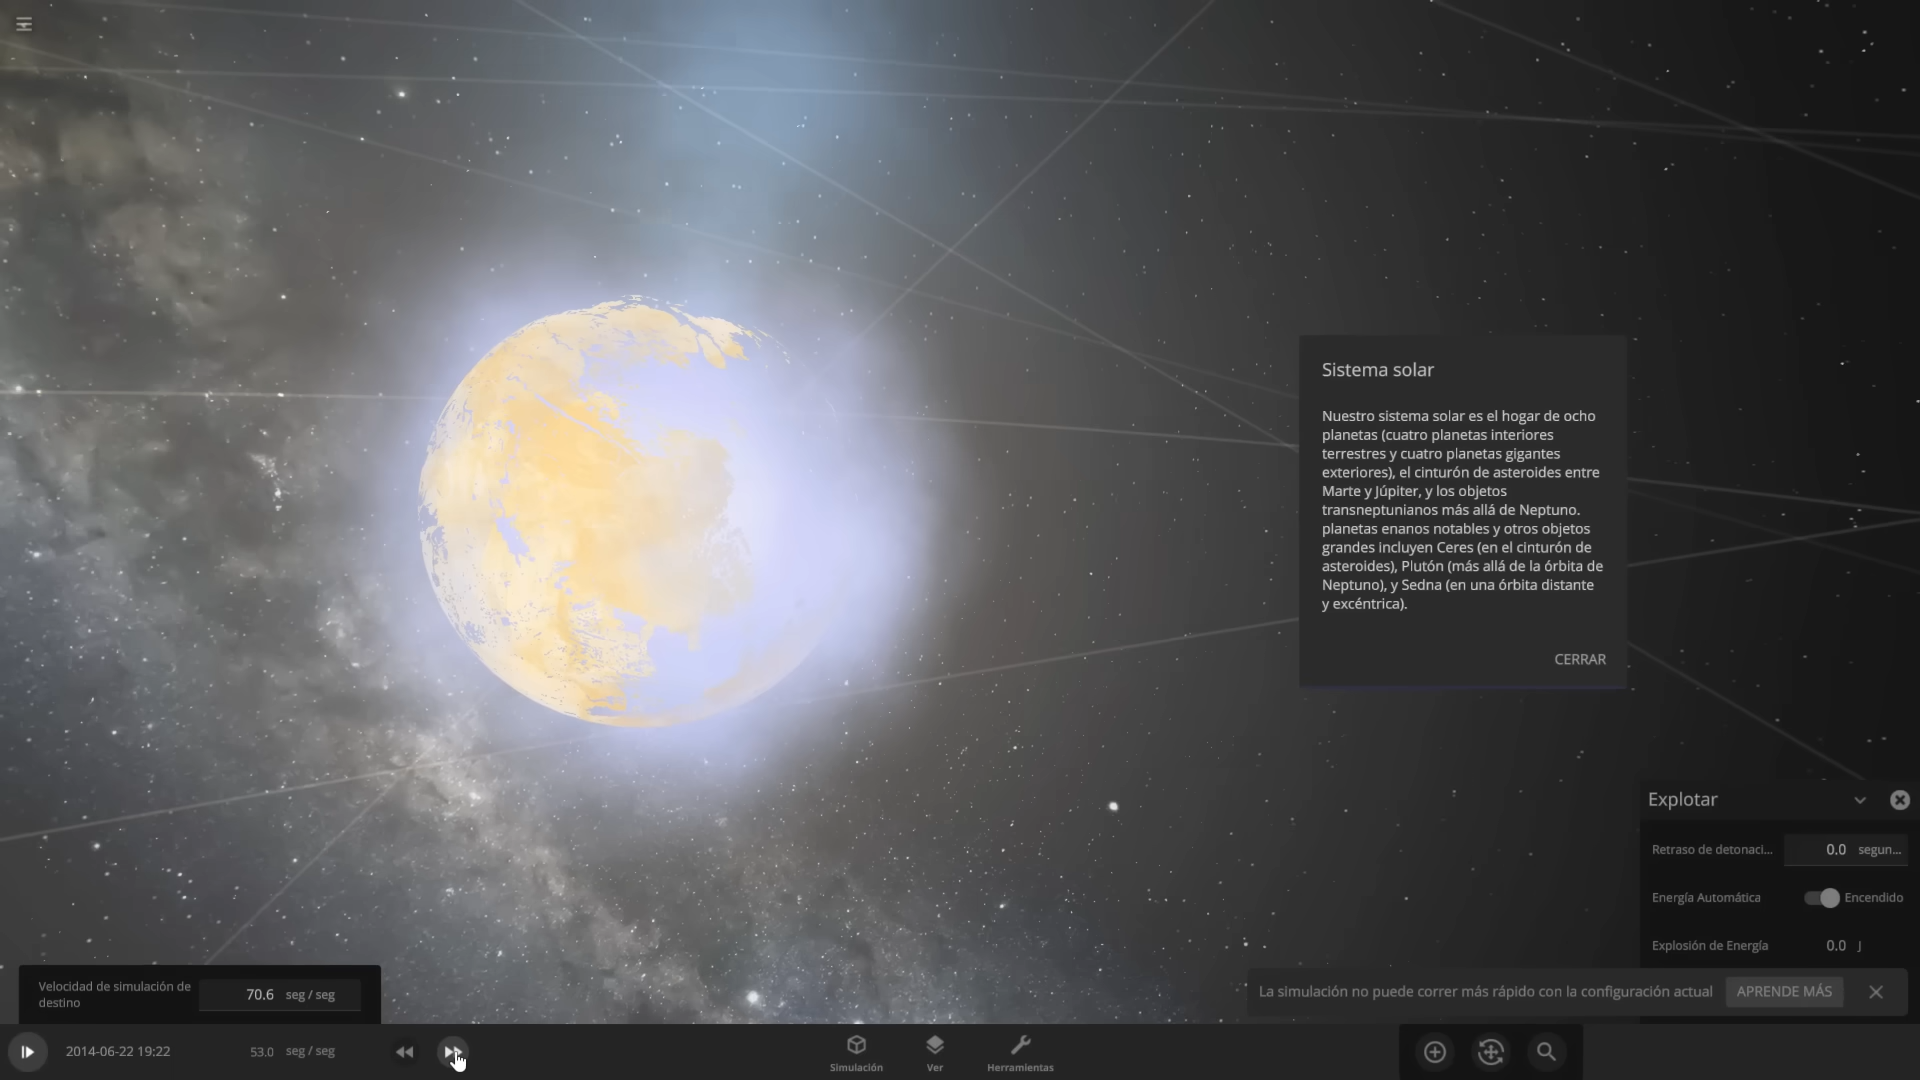 Sistema solar
Nuestro sistema solar es el hogar de ocho
planetas (cuatro planetas interiores
terrestres y cuatro planetas gigantes
exteriores), el cinturón de asteroides entre
Marte y Júpiter, y los objetos
transneptunianos más allá de Neptuno.
planetas enanos notables y otros objetos
grandes incluyen Ceres (en el cinturón de
asteroides), Plutón (más allá de la órbita de
Neptuno), y Sedna (en una órbita distante
y excéntrica).
CERRAR
Explotar
Retraso de detonaci... 0.0 segun...
Energía Automática Encendido
Explosión de Energía 0.0 J
Velocidad de simulación de
destino
70.6 seg / seg
La simulación no puede correr más rápido con la configuración actual APRENDE MÁS
2014-06-22 19:22 53.0 seg / seg
Simulación Ver Herramientas